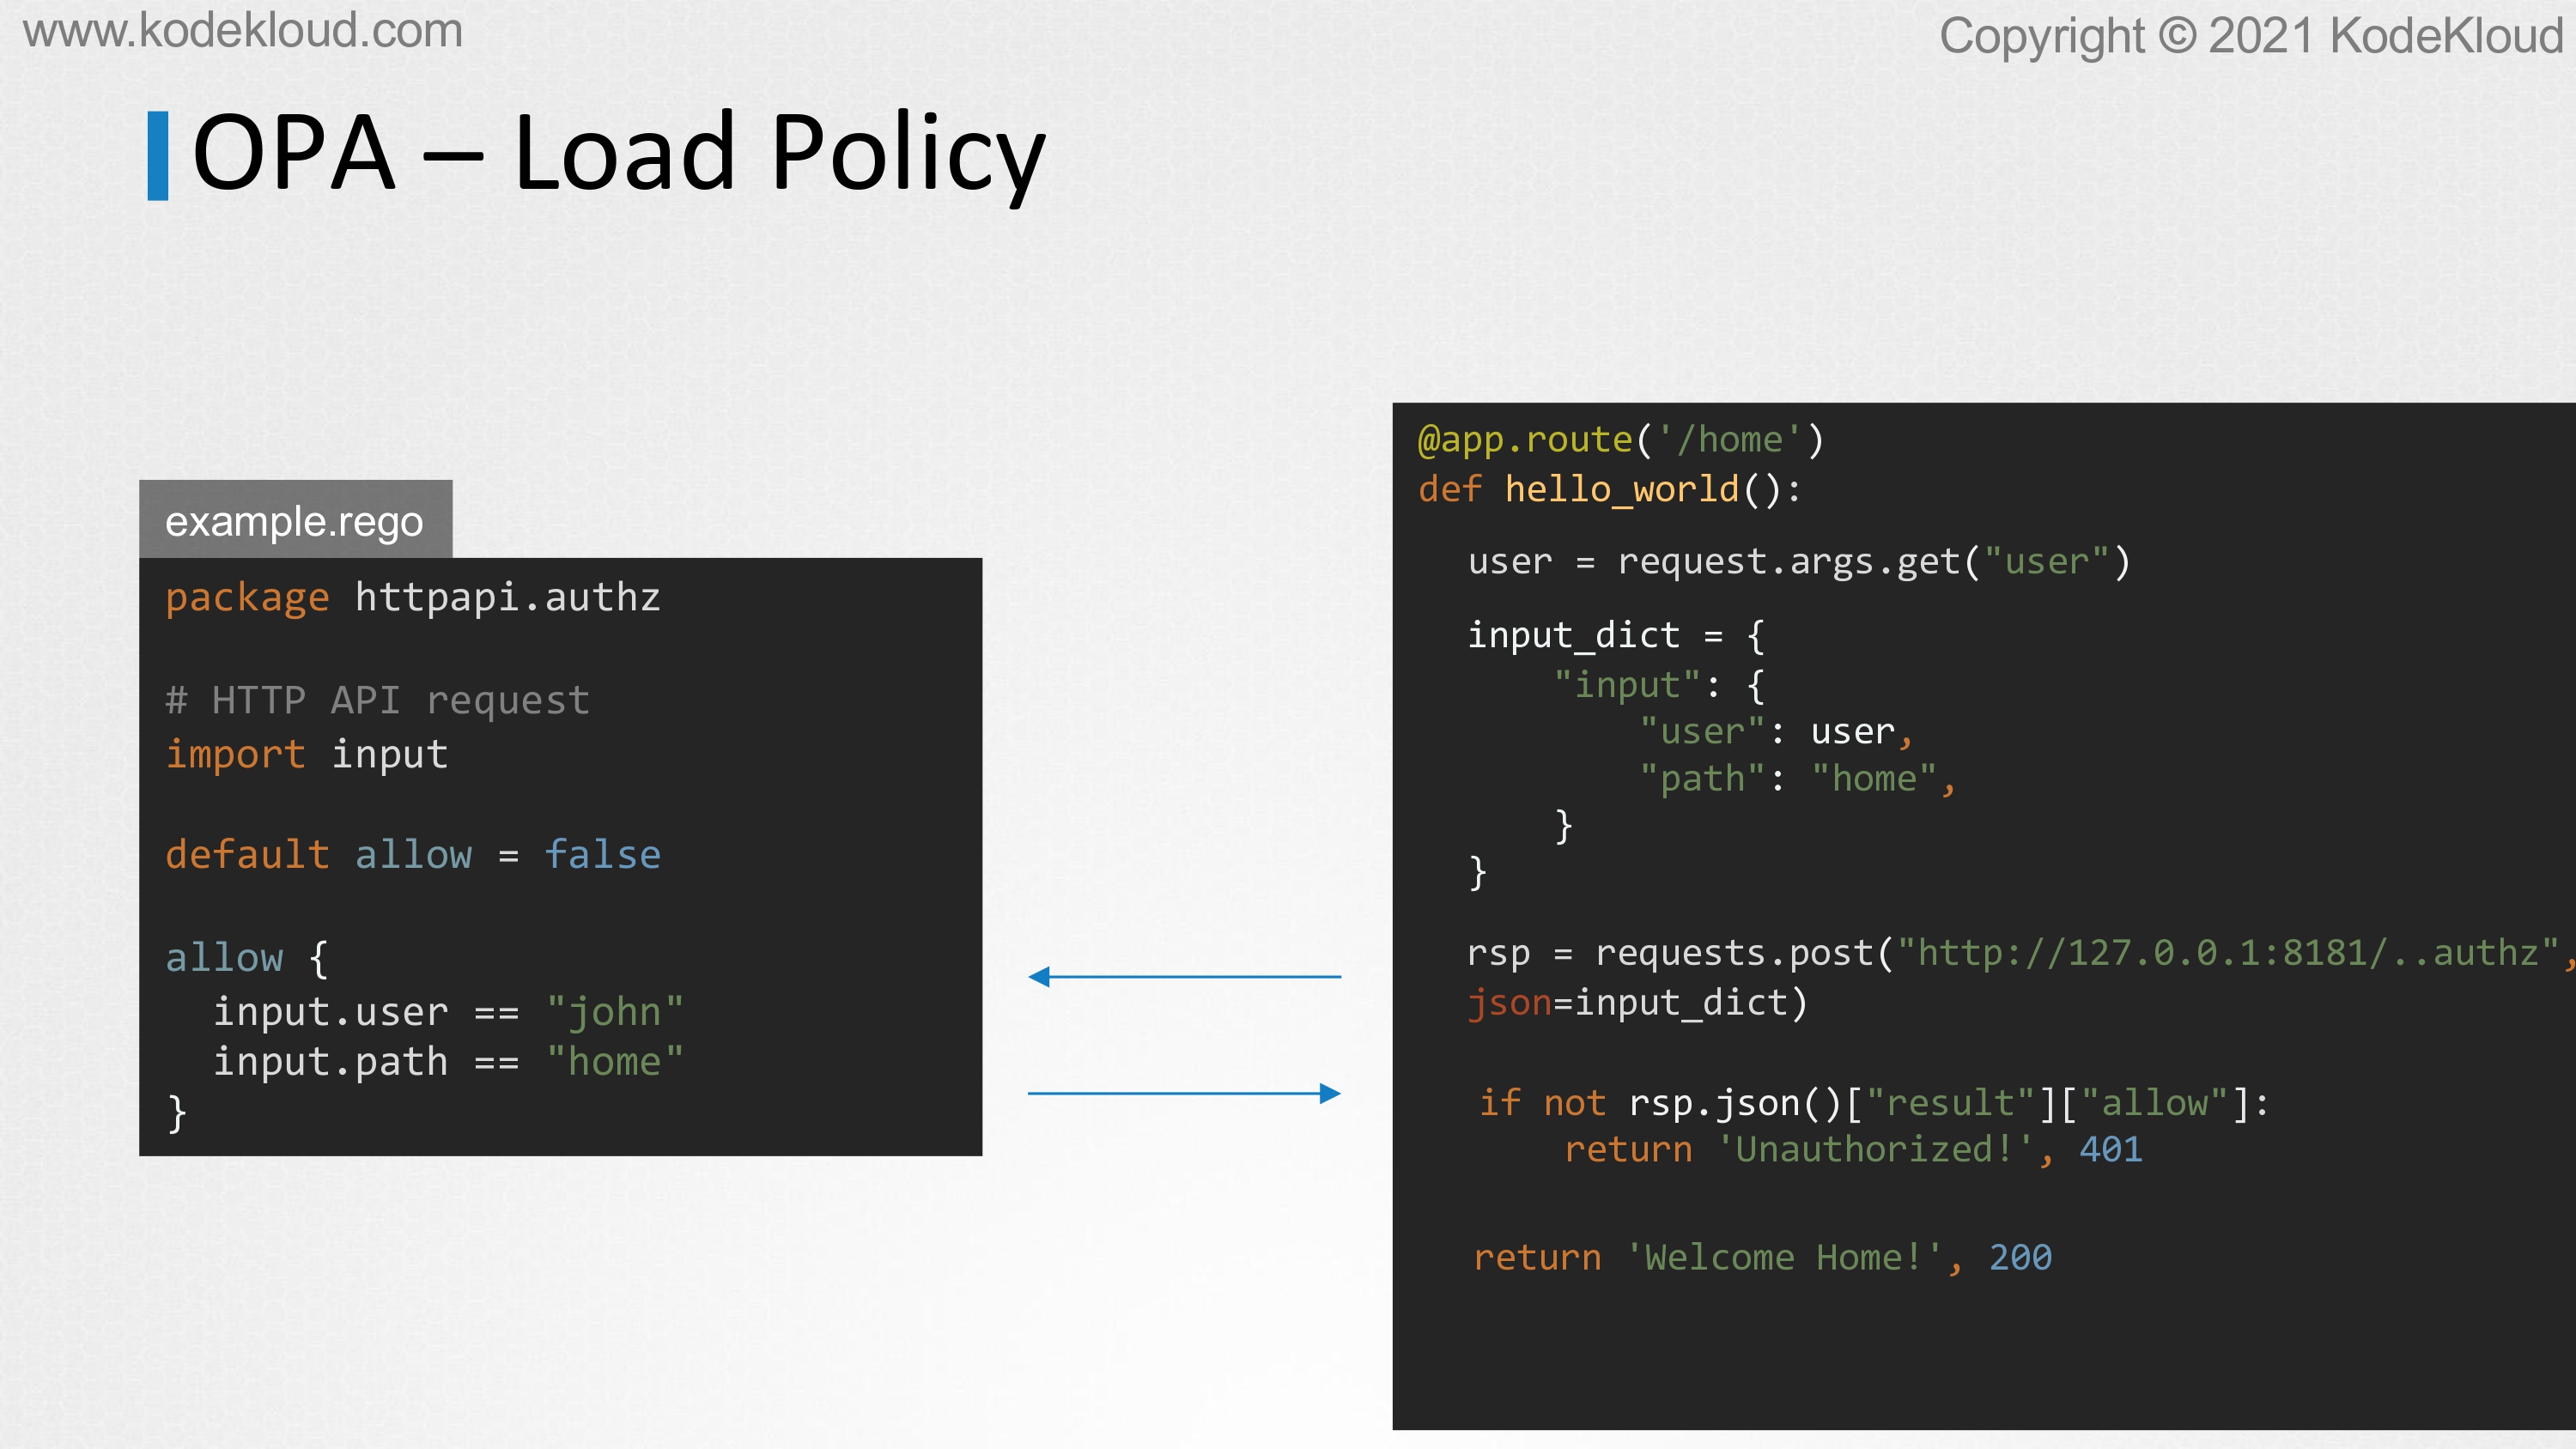 www.kodekloud.com
Copyright © 2021 KodeKloud
OPA – Load Policy
example.rego
package httpapi.authz
# HTTP API request
import input
default allow = false
allow {
  input.user == "john"
  input.path == "home"
}
@app.route('/home')
def hello_world():
    user = request.args.get("user")
    input_dict = {
        "input": {
            "user": user,
            "path": "home",
        }
    }
    rsp = requests.post("http://127.0.0.1:8181/..authz",
    json=input_dict)
    if not rsp.json()["result"]["allow"]:
        return 'Unauthorized!', 401
    return 'Welcome Home!', 200